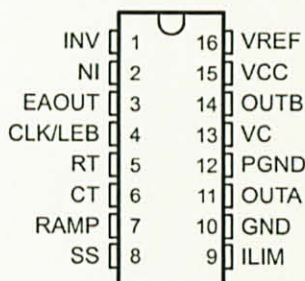 INV 1 16 VREF
NI 2 15 VCC
EAOUT 3 14 OUTB
CLK/LEB 4 13 VC
RT 5 12 PGND
CT 6 11 OUTA
RAMP 7 10 GND
SS 8 9 ILIM